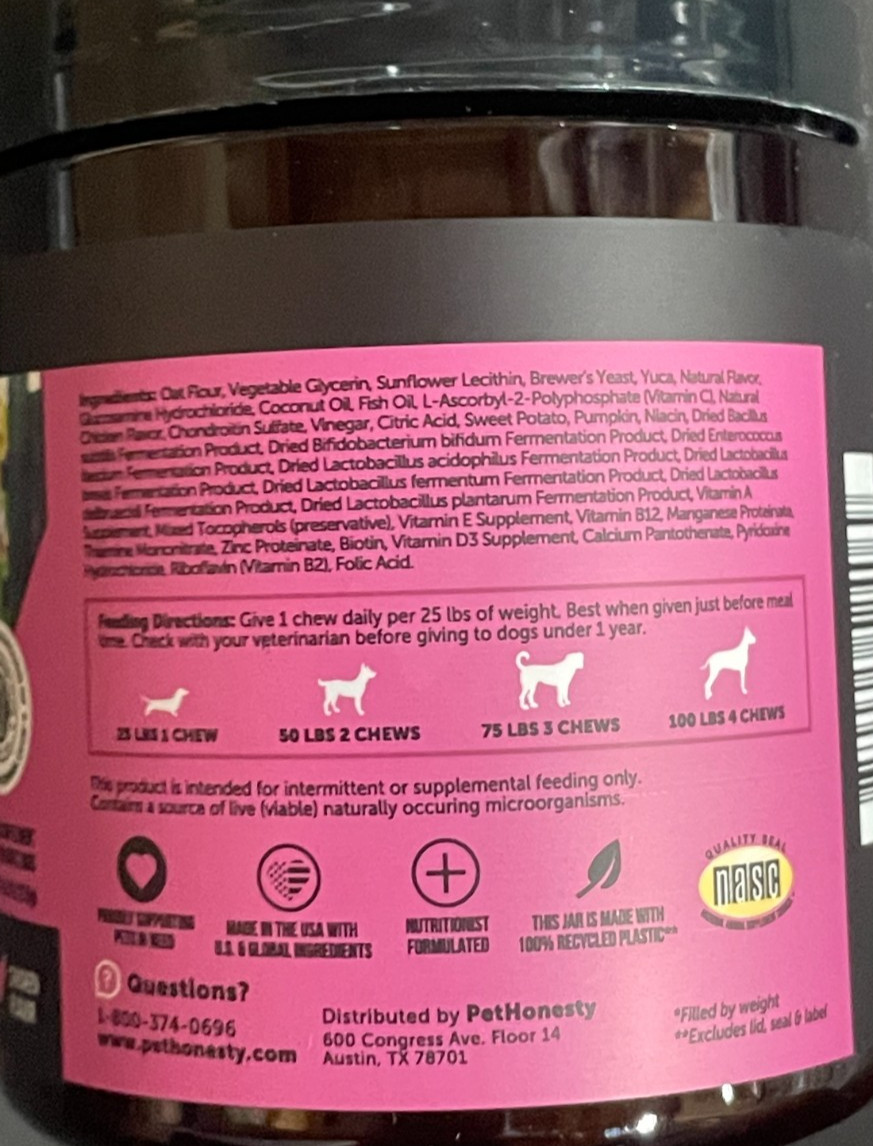 Ingredients: Oat Flour, Vegetable Glycerin, Sunflower Lecithin, Brewer's Yeast, Yuca, Natural Flavor,
Glucosamine Hydrochloride, Coconut Oil, Fish Oil, L-Ascorbyl-2-Polyphosphate (Vitamin C), Natural
Chicken Flavor, Chondroitin Sulfate, Vinegar, Citric Acid, Sweet Potato, Pumpkin, Niacin, Dried Bacillus
subtilis Fermentation Product, Dried Bifidobacterium bifidum Fermentation Product, Dried Enterococcus
faecium Fermentation Product, Dried Lactobacillus acidophilus Fermentation Product, Dried Lactobacillus
brevis Fermentation Product, Dried Lactobacillus fermentum Fermentation Product, Dried Lactobacillus
delbrueckii Fermentation Product, Dried Lactobacillus plantarum Fermentation Product, Vitamin A
Supplement, Mixed Tocopherols (preservative), Vitamin E Supplement, Vitamin B12, Manganese Proteinate,
Thiamine Mononitrate, Zinc Proteinate, Biotin, Vitamin D3 Supplement, Calcium Pantothenate, Pyridoxine
Hydrochloride, Riboflavin (Vitamin B2), Folic Acid.
Feeding Directions: Give 1 chew daily per 25 lbs of weight. Best when given just before meal
time. Check with your veterinarian before giving to dogs under 1 year.
25 LBS 1 CHEW
50 LBS 2 CHEWS
75 LBS 3 CHEWS
100 LBS 4 CHEWS
This product is intended for intermittent or supplemental feeding only.
Contains a source of live (viable) naturally occuring microorganisms.
PROUDLY SUPPORTING
PETS IN NEED
MADE IN THE USA WITH
U.S. & GLOBAL INGREDIENTS
NUTRITIONIST
FORMULATED
THIS JAR IS MADE WITH
100% RECYCLED PLASTIC**
QUALITY SEAL
nasc
Questions?
1-800-374-0696
www.pethonesty.com
Distributed by PetHonesty
600 Congress Ave. Floor 14
Austin, TX 78701
*Filled by weight
**Excludes lid, seal & label